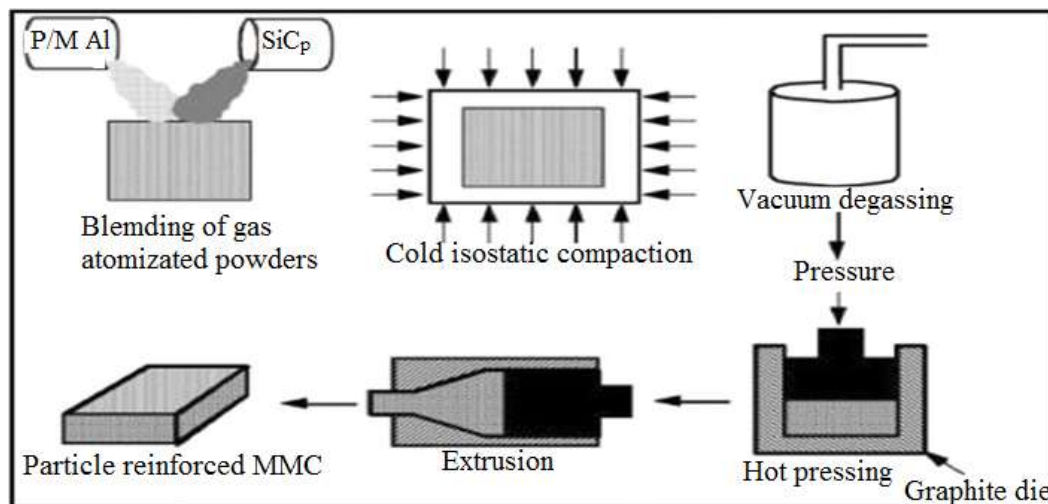 P/M Al
SiCp
Blemding of gas
atomizated powders
Cold isostatic compaction
Vacuum degassing
Pressure
Particle reinforced MMC
Extrusion
Hot pressing
Graphite die